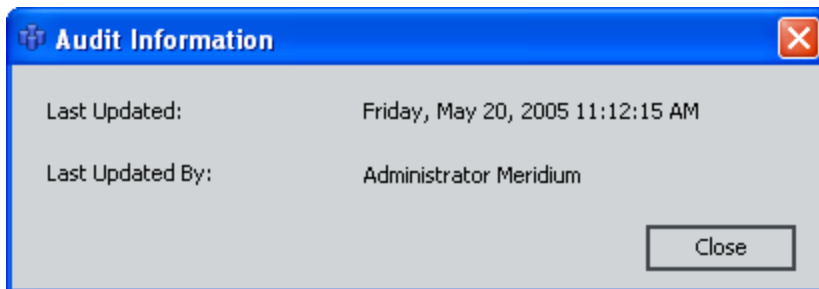 Audit Information
Last Updated: Friday, May 20, 2005 11:12:15 AM
Last Updated By: Administrator Meridium
Close